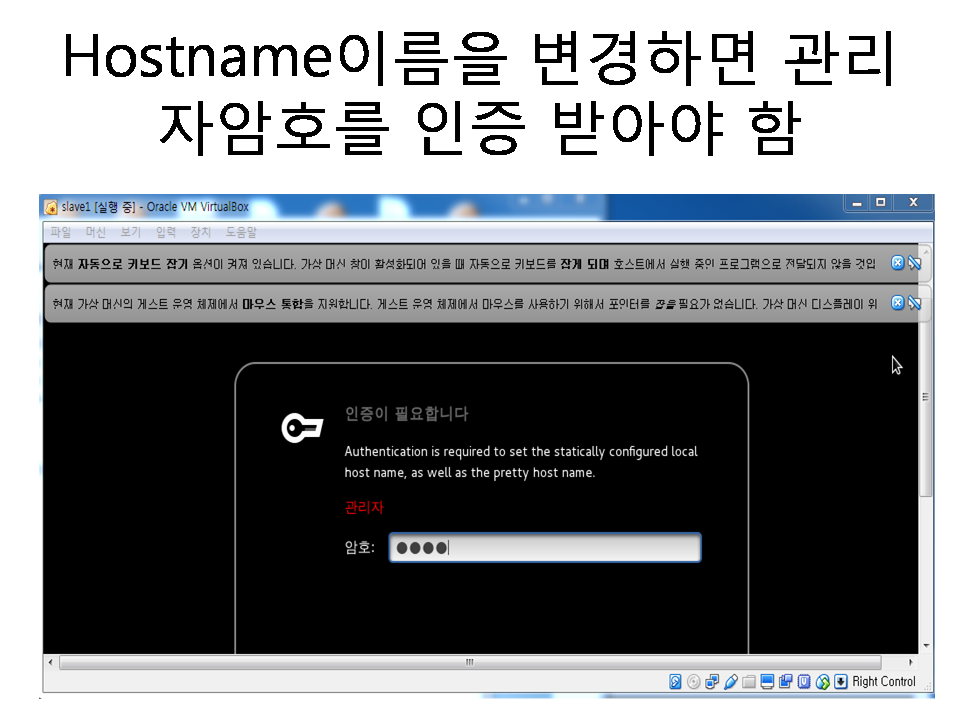 Hostname이름을 변경하면 관리
자암호를 인증 받아야 함
slave1 [실행 중] - Oracle VM VirtualBox
파일 머신 보기 입력 장치 도움말
현재 자동으로 키보드 잡기 옵션이 켜져 있습니다. 가상 머신 창이 활성화되어 있을 때 자동으로 키보드를 잡게 되며 호스트에서 실행 중인 프로그램으로 전달되지 않을 것입
현재 가상 머신의 게스트 운영 체제에서 마우스 통합을 지원합니다. 게스트 운영 체제에서 마우스를 사용하기 위해서 포인터를 잡을 필요가 없습니다. 가상 머신 디스플레이 위
인증이 필요합니다
Authentication is required to set the statically configured local
host name, as well as the pretty host name.
관리자
암호:
Right Control